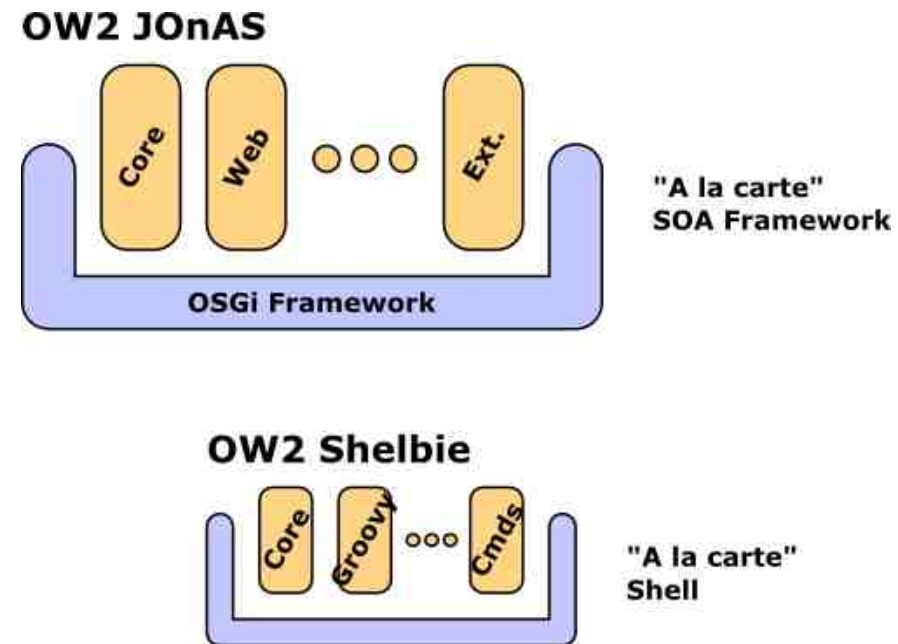 OW2 JOnAS
Core
Web
Ext.
"A la carte"
SOA Framework
OSGi Framework
OW2 Shelbie
Core
Groovy
Cmds
"A la carte"
Shell